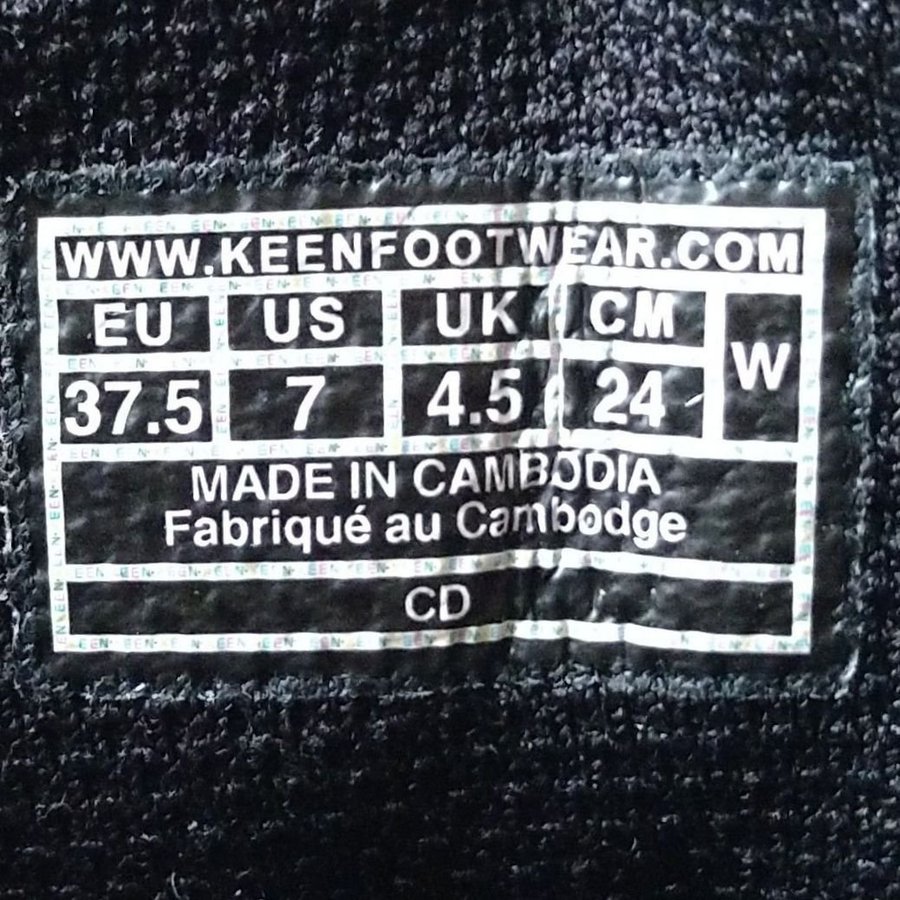 WWW.KEENFOOTWEAR.COM
EU US UK CM W
37.5 7 4.5 24
MADE IN CAMBODIA
Fabriqué au Cambodge
CD